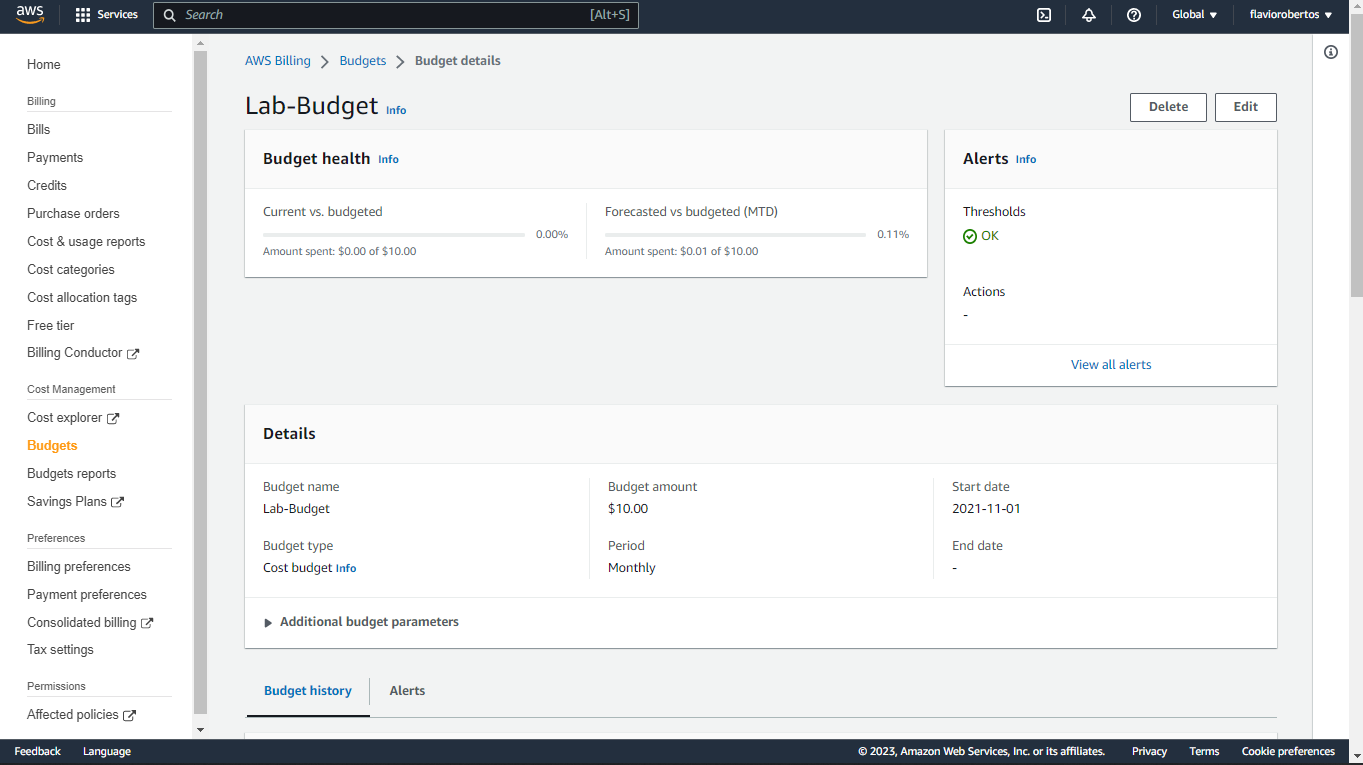 aws
Services
Search [Alt+S]
Global
flaviorobertos
Home
Billing
Bills
Payments
Credits
Purchase orders
Cost & usage reports
Cost categories
Cost allocation tags
Free tier
Billing Conductor
Cost Management
Cost explorer
Budgets
Budgets reports
Savings Plans
Preferences
Billing preferences
Payment preferences
Consolidated billing
Tax settings
Permissions
Affected policies
AWS Billing > Budgets > Budget details
Lab-Budget Info
Delete
Edit
Budget health Info
Current vs. budgeted
0.00%
Amount spent: $0.00 of $10.00
Forecasted vs budgeted (MTD)
0.11%
Amount spent: $0.01 of $10.00
Alerts Info
Thresholds
OK
Actions
-
View all alerts
Details
Budget name
Lab-Budget
Budget type
Cost budget Info
Budget amount
$10.00
Period
Monthly
Start date
2021-11-01
End date
-
Additional budget parameters
Budget history
Alerts
Feedback
Language
© 2023, Amazon Web Services, Inc. or its affiliates.
Privacy
Terms
Cookie preferences